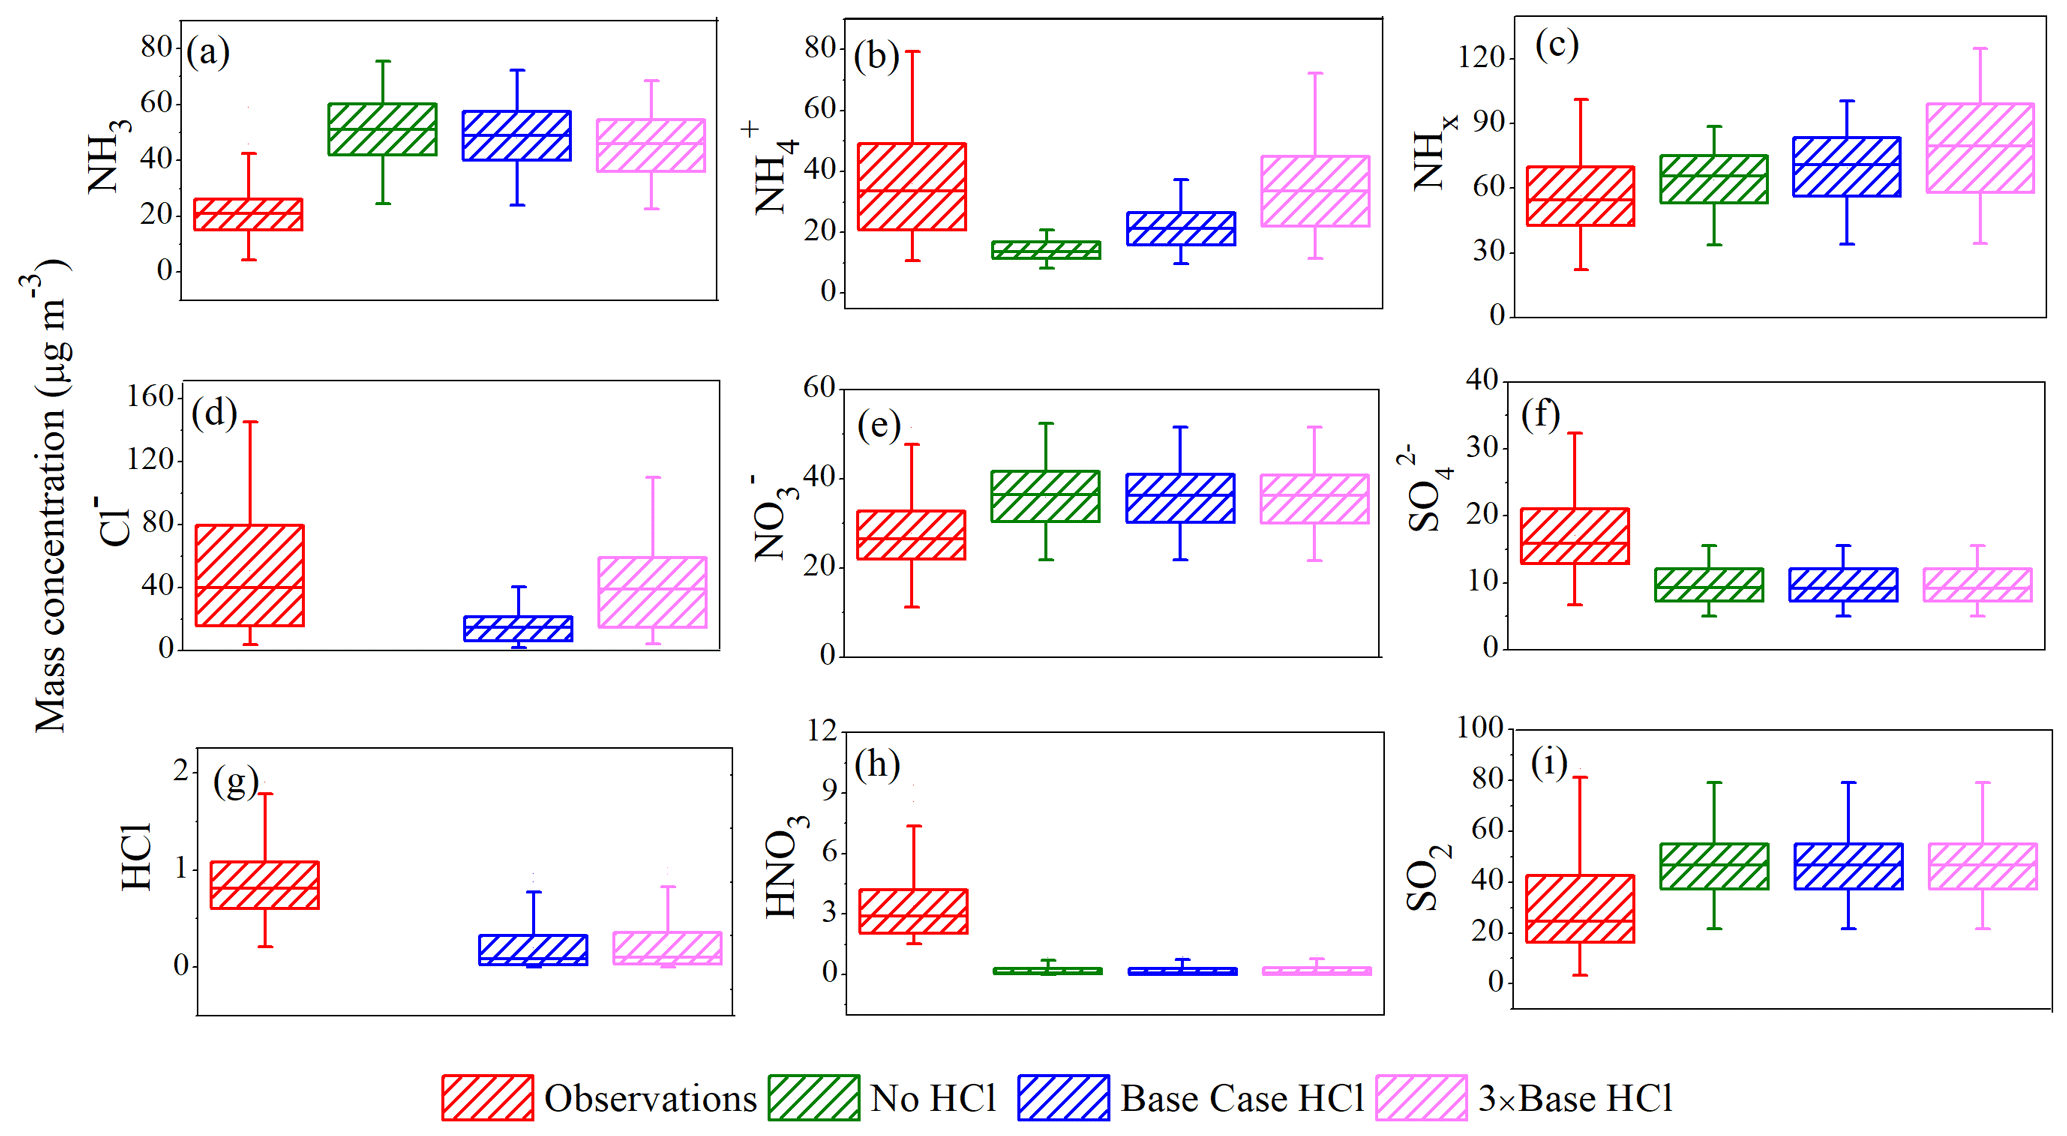 Mass concentration (µg m⁻³)
(a)
NH₃
80
60
40
20
0
(b)
NH₄⁺
80
60
40
20
0
(c)
NHₓ
120
90
60
30
0
(d)
Cl⁻
160
120
80
40
0
(e)
NO₃⁻
60
40
20
0
(f)
SO₄²⁻
40
30
20
10
0
(g)
HCl
2
1
0
(h)
HNO₃
12
9
6
3
0
(i)
SO₂
100
80
60
40
20
0
Observations No HCl Base Case HCl 3×Base HCl